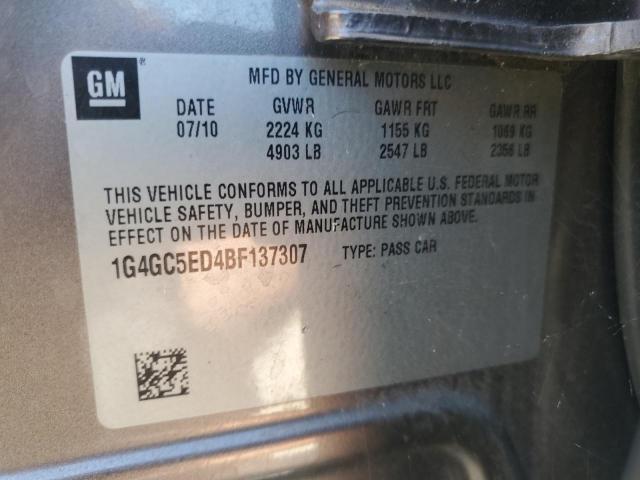 GM ®
MFD BY GENERAL MOTORS LLC
DATE GVWR GAWR FRT GAWR RR
07/10 2224 KG 1155 KG 1069 KG
4903 LB 2547 LB 2356 LB
THIS VEHICLE CONFORMS TO ALL APPLICABLE U.S. FEDERAL MOTOR
VEHICLE SAFETY, BUMPER, AND THEFT PREVENTION STANDARDS IN
EFFECT ON THE DATE OF MANUFACTURE SHOWN ABOVE.
1G4GC5ED4BF137307 TYPE: PASS CAR